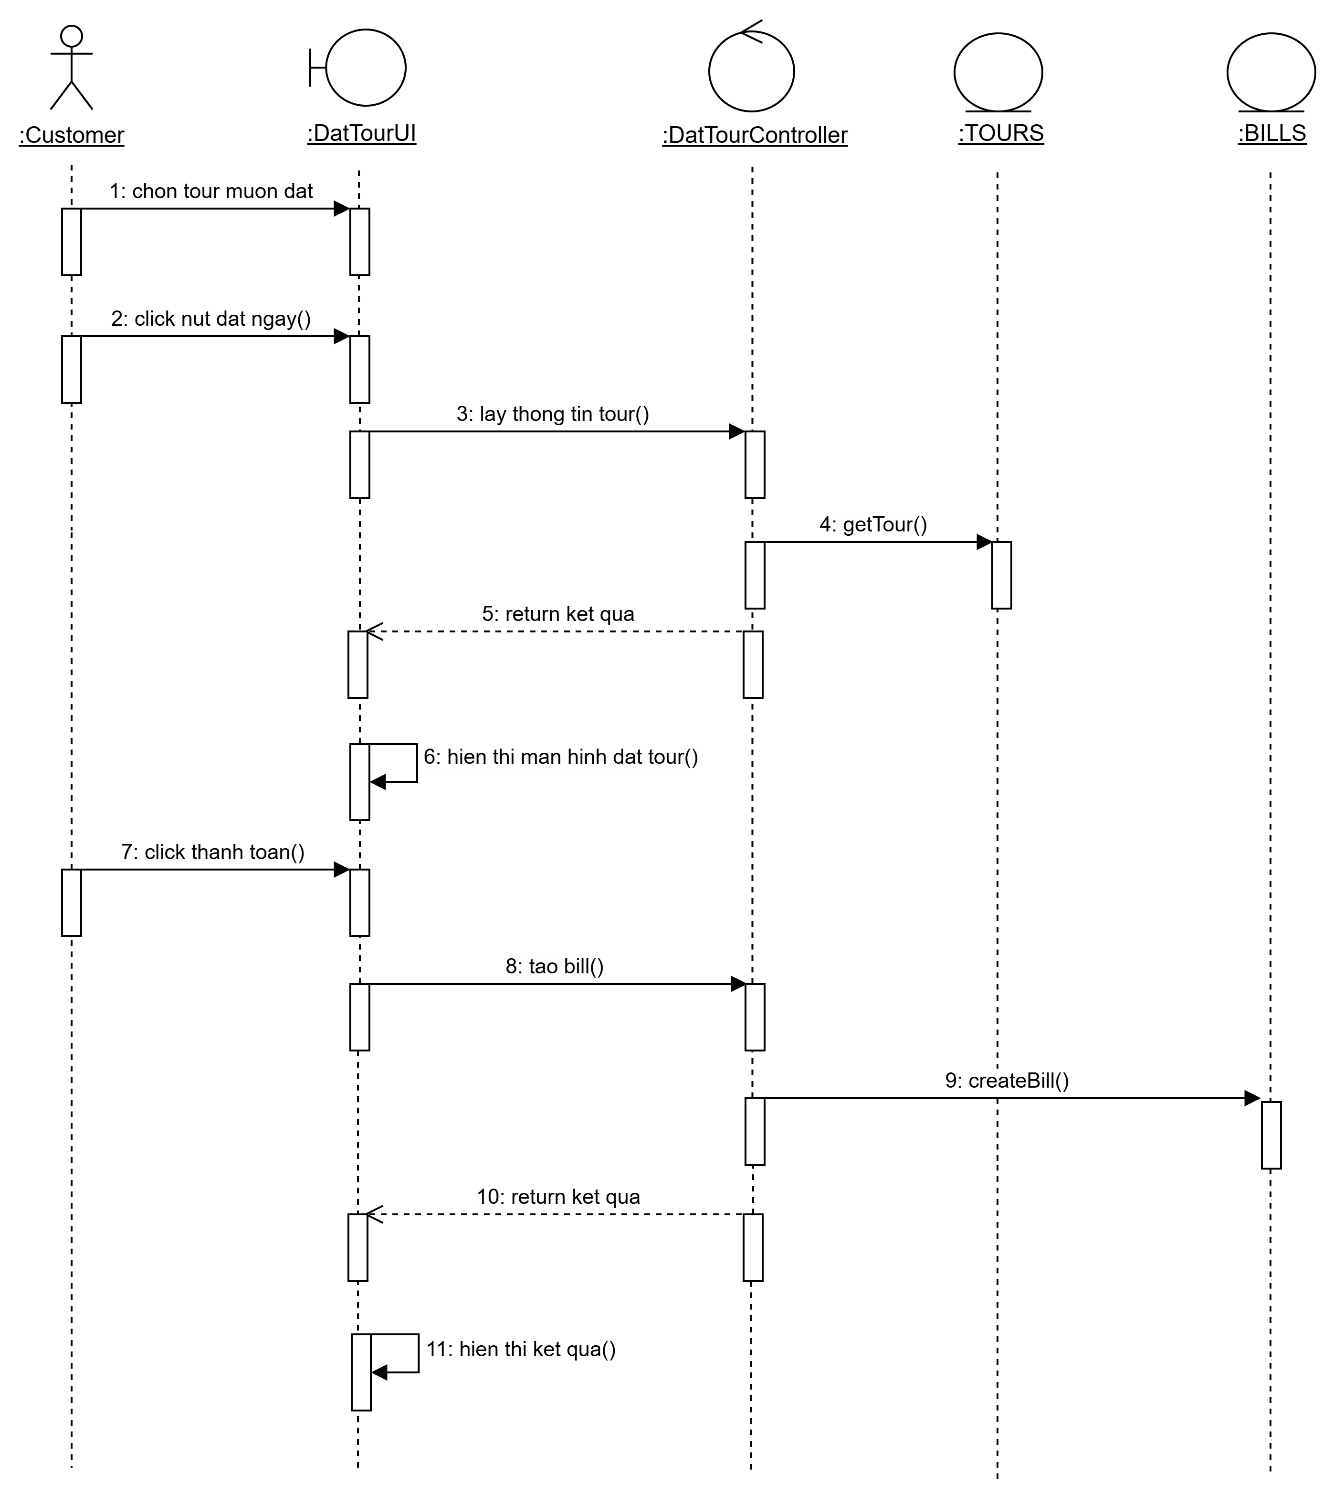 :Customer
:DatTourUI
:DatTourController
:TOURS
:BILLS
1: chon tour muon dat
2: click nut dat ngay()
3: lay thong tin tour()
4: getTour()
5: return ket qua
6: hien thi man hinh dat tour()
7: click thanh toan()
8: tao bill()
9: createBill()
10: return ket qua
11: hien thi ket qua()